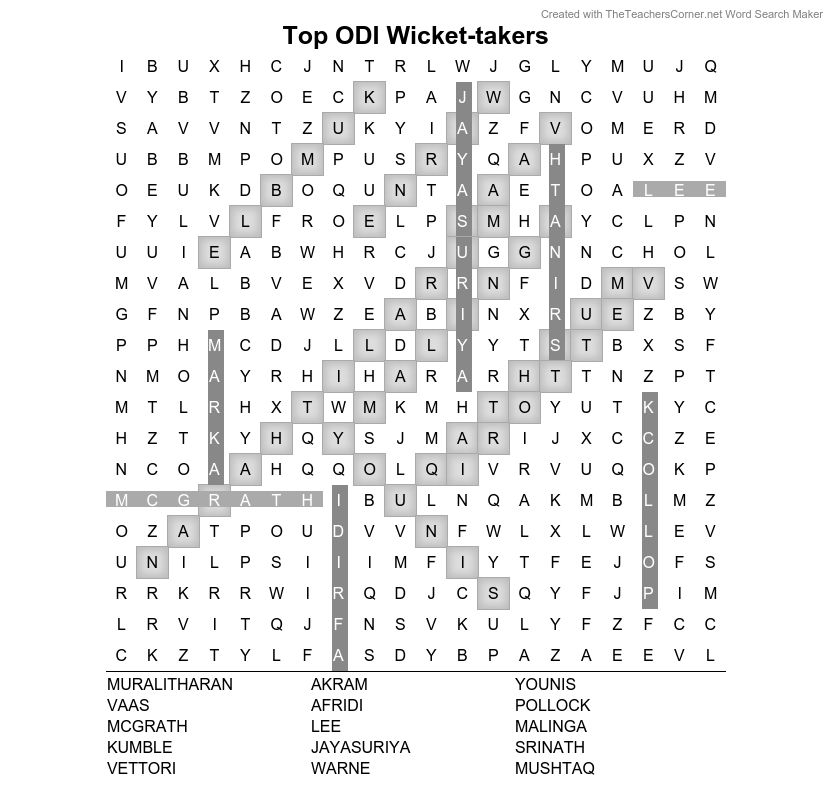 Created with TheTeachersCorner.net Word Search Maker
Top ODI Wicket-takers
I B U X H C J N T R L W J G L Y M U J Q
V Y B T Z O E C K P A J W G N C V U H M
S A V V N T Z U K Y I A Z F V O M E R D
U B B M P O M P U S R Y Q A H P U X Z V
O E U K D B O Q U N T A A E T O A L E E
F Y L V L F R O E L P S M H A Y C L P N
U U I E A B W H R C J U G G N N C H O L
M V A L B V E X V D R R N F I D M V S W
G F N P B A W Z E A B I N X R U E Z B Y
P P H M C D J L L D L Y Y T S T B X S F
N M O A Y R H I H A R A R H T T N Z P T
M T L R H X T W M K M H T O Y U T K Y C
H Z T K Y H Q Y S J M A R I J X C C Z E
N C O A A H Q Q O L Q I V R V U Q O K P
M C G R A T H I B U L N Q A K M B L M Z
O Z A T P O U D V V N F W L X L W L E V
U N I L P S I I I M F I Y T F E J O F S
R R K R R W I R Q D J C S Q Y F J P I M
L R V I T Q J F N S V K U L Y F Z F C C
C K Z T Y L F A S D Y B P A Z A E E V L
MURALITHARAN AKRAM YOUNIS
VAAS AFRIDI POLLOCK
MCGRATH LEE MALINGA
KUMBLE JAYASURIYA SRINATH
VETTORI WARNE MUSHTAQ